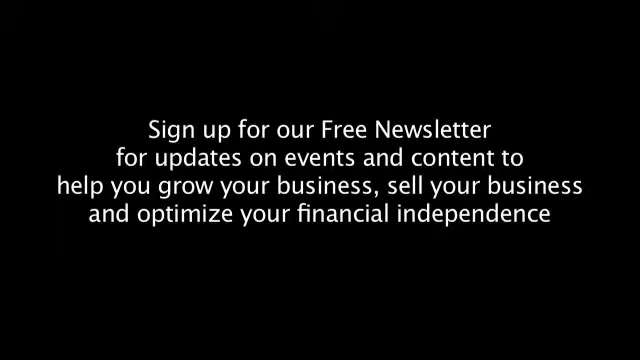 Sign up for our Free Newsletter
for updates on events and content to
help you grow your business, sell your business
and optimize your financial independence